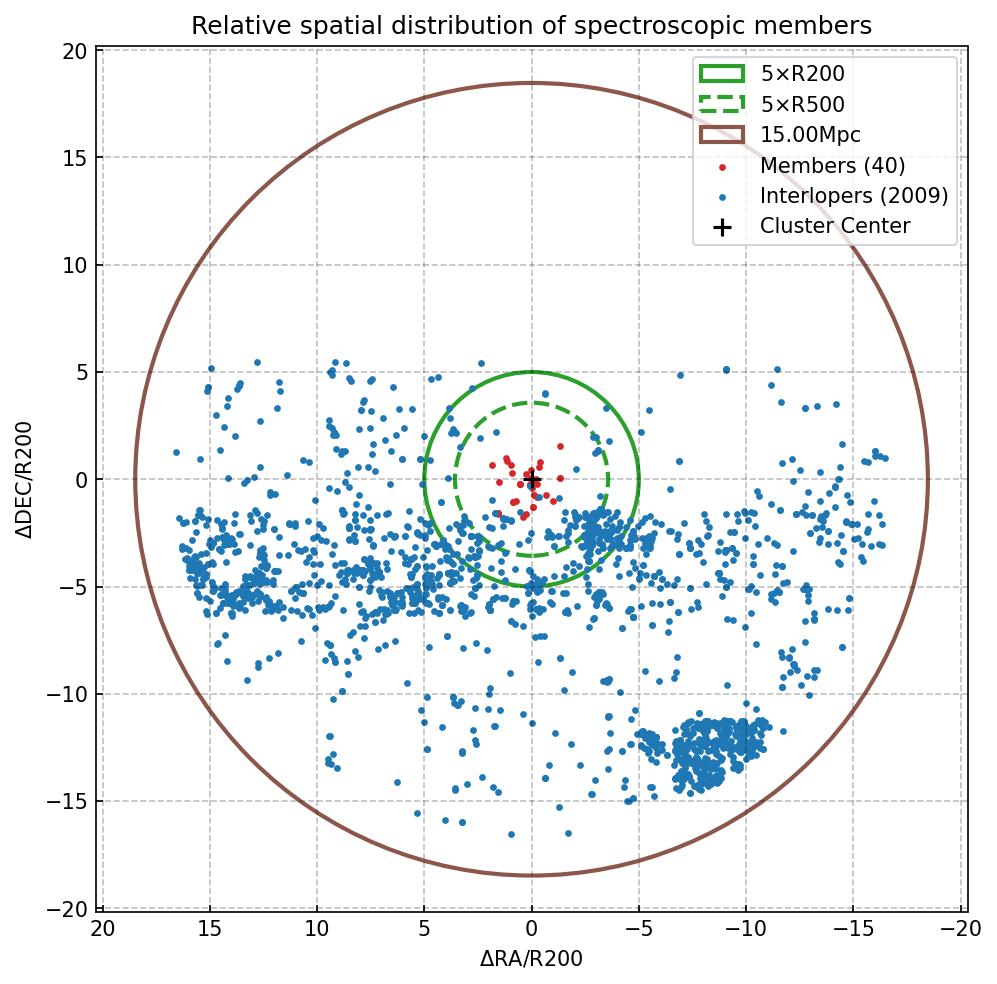 Relative spatial distribution of spectroscopic members
5×R200
5×R500
15.00Mpc
Members (40)
Interlopers (2009)
Cluster Center
ΔDEC/R200
20
15
10
5
0
−5
−10
−15
−20
20
15
10
5
0
−5
−10
−15
−20
ΔRA/R200